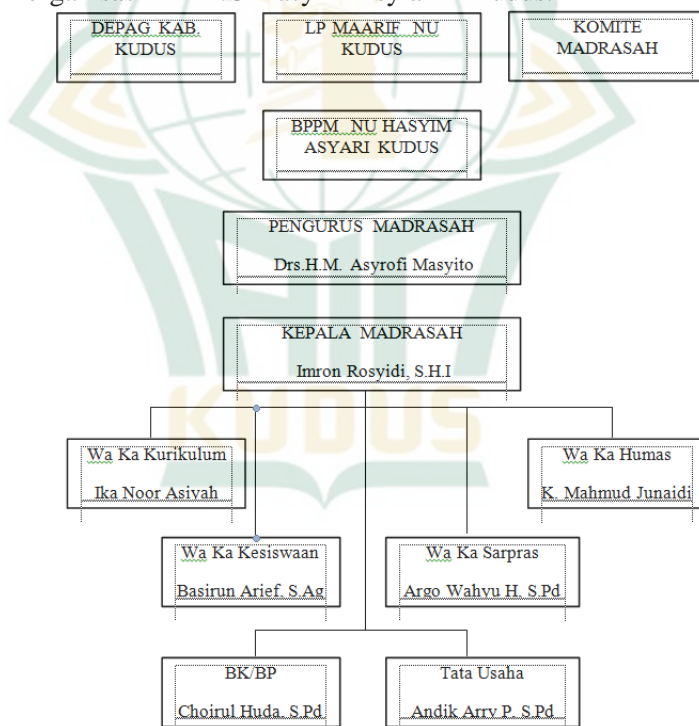 DEPAG KAB.
KUDUS
LP MAARIF NU
KUDUS
KOMITE
MADRASAH
BPPM NU HASYIM
ASYARI KUDUS
PENGURUS MADRASAH
Drs.H.M. Asyrofi Masyito
KEPALA MADRASAH
Imron Rosyidi, S.H.I
KUDUS
Wa Ka Kurikulum
Ika Noor Asiyah
Wa Ka Humas
K. Mahmud Junaidi
Wa Ka Kesiswaan
Basirun Arief, S.Ag
Wa Ka Sarpras
Argo Wahyu H, S.Pd
BK/BP
Choirul Huda, S.Pd
Tata Usaha
Andik Arry P, S.Pd